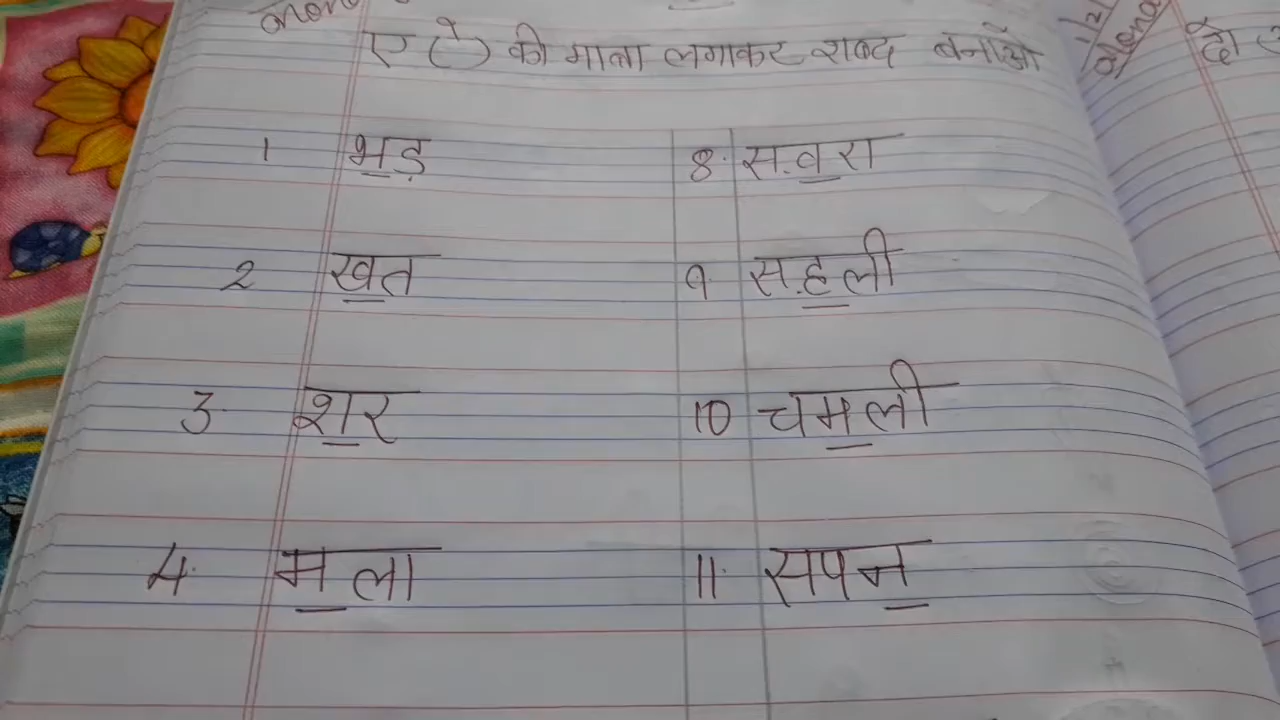 ए (े) की मात्रा लगाकर शब्द बनाओ
1 भड़
8. सवरा
2 खत
9 सहली
3. शर
10 चमली
4. मला
11. सपन